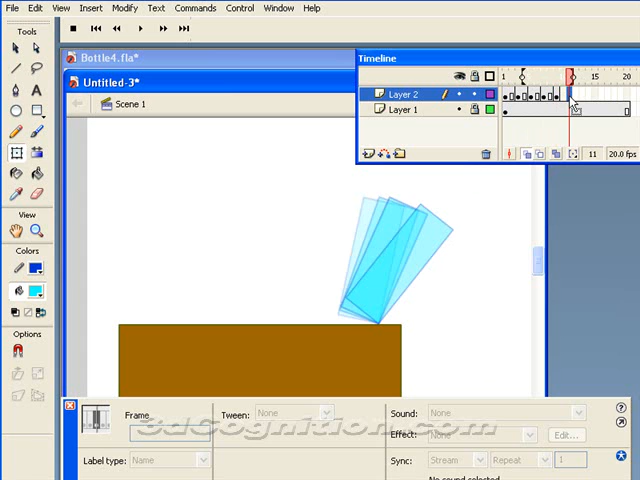 File Edit View Insert Modify Text Commands Control Window Help
Tools
Bottle4.fla*
Untitled-3*
Scene 1
Timeline
1 15 20
Layer 2
Layer 1
11 20.0 fps
View
Colors
Options
Frame
Tween: None
Sound: None
Effect: None Edit...
Label type: Name
Sync: Stream Repeat 1
No sound selected
3dCognition.com